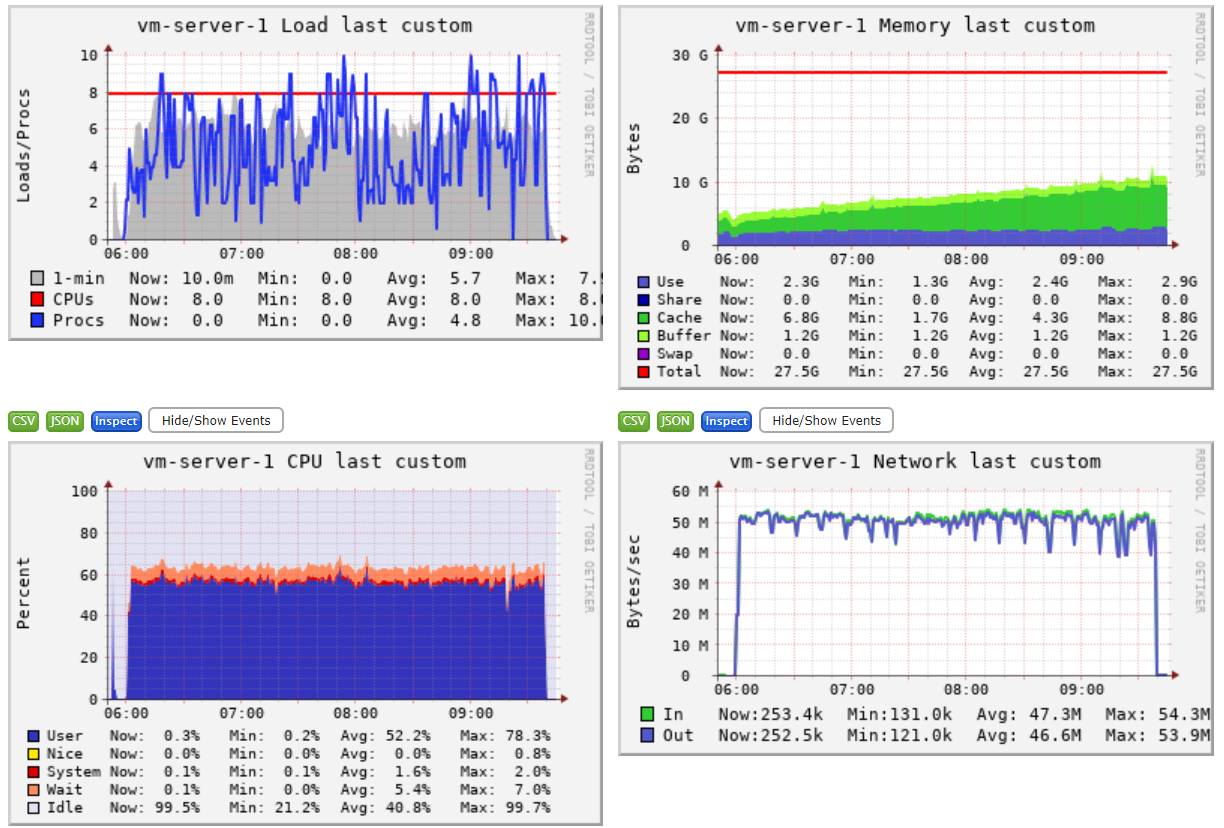 vm-server-1 Load last custom
RRDTOOL / TOBI OETIKER
Loads/Procs
10
8
6
4
2
0
06:00 07:00 08:00 09:00
1-min Now: 10.0m Min: 0.0 Avg: 5.7 Max: 7.9
CPUs Now: 8.0 Min: 8.0 Avg: 8.0 Max: 8.0
Procs Now: 0.0 Min: 0.0 Avg: 4.8 Max: 10.0
vm-server-1 Memory last custom
RRDTOOL / TOBI OETIKER
Bytes
30 G
20 G
10 G
0
06:00 07:00 08:00 09:00
Use Now: 2.3G Min: 1.3G Avg: 2.4G Max: 2.9G
Share Now: 0.0 Min: 0.0 Avg: 0.0 Max: 0.0
Cache Now: 6.8G Min: 1.7G Avg: 4.3G Max: 8.8G
Buffer Now: 1.2G Min: 1.2G Avg: 1.2G Max: 1.2G
Swap Now: 0.0 Min: 0.0 Avg: 0.0 Max: 0.0
Total Now: 27.5G Min: 27.5G Avg: 27.5G Max: 27.5G
CSV JSON Inspect Hide/Show Events
CSV JSON Inspect Hide/Show Events
vm-server-1 CPU last custom
RRDTOOL / TOBI OETIKER
Percent
100
80
60
40
20
0
06:00 07:00 08:00 09:00
User Now: 0.3% Min: 0.2% Avg: 52.2% Max: 78.3%
Nice Now: 0.0% Min: 0.0% Avg: 0.0% Max: 0.8%
System Now: 0.1% Min: 0.1% Avg: 1.6% Max: 2.0%
Wait Now: 0.1% Min: 0.0% Avg: 5.4% Max: 7.0%
Idle Now: 99.5% Min: 21.2% Avg: 40.8% Max: 99.7%
vm-server-1 Network last custom
RRDTOOL / TOBI OETIKER
Bytes/sec
60 M
50 M
40 M
30 M
20 M
10 M
0
06:00 07:00 08:00 09:00
In Now:253.4k Min:131.0k Avg: 47.3M Max: 54.3M
Out Now:252.5k Min:121.0k Avg: 46.6M Max: 53.9M